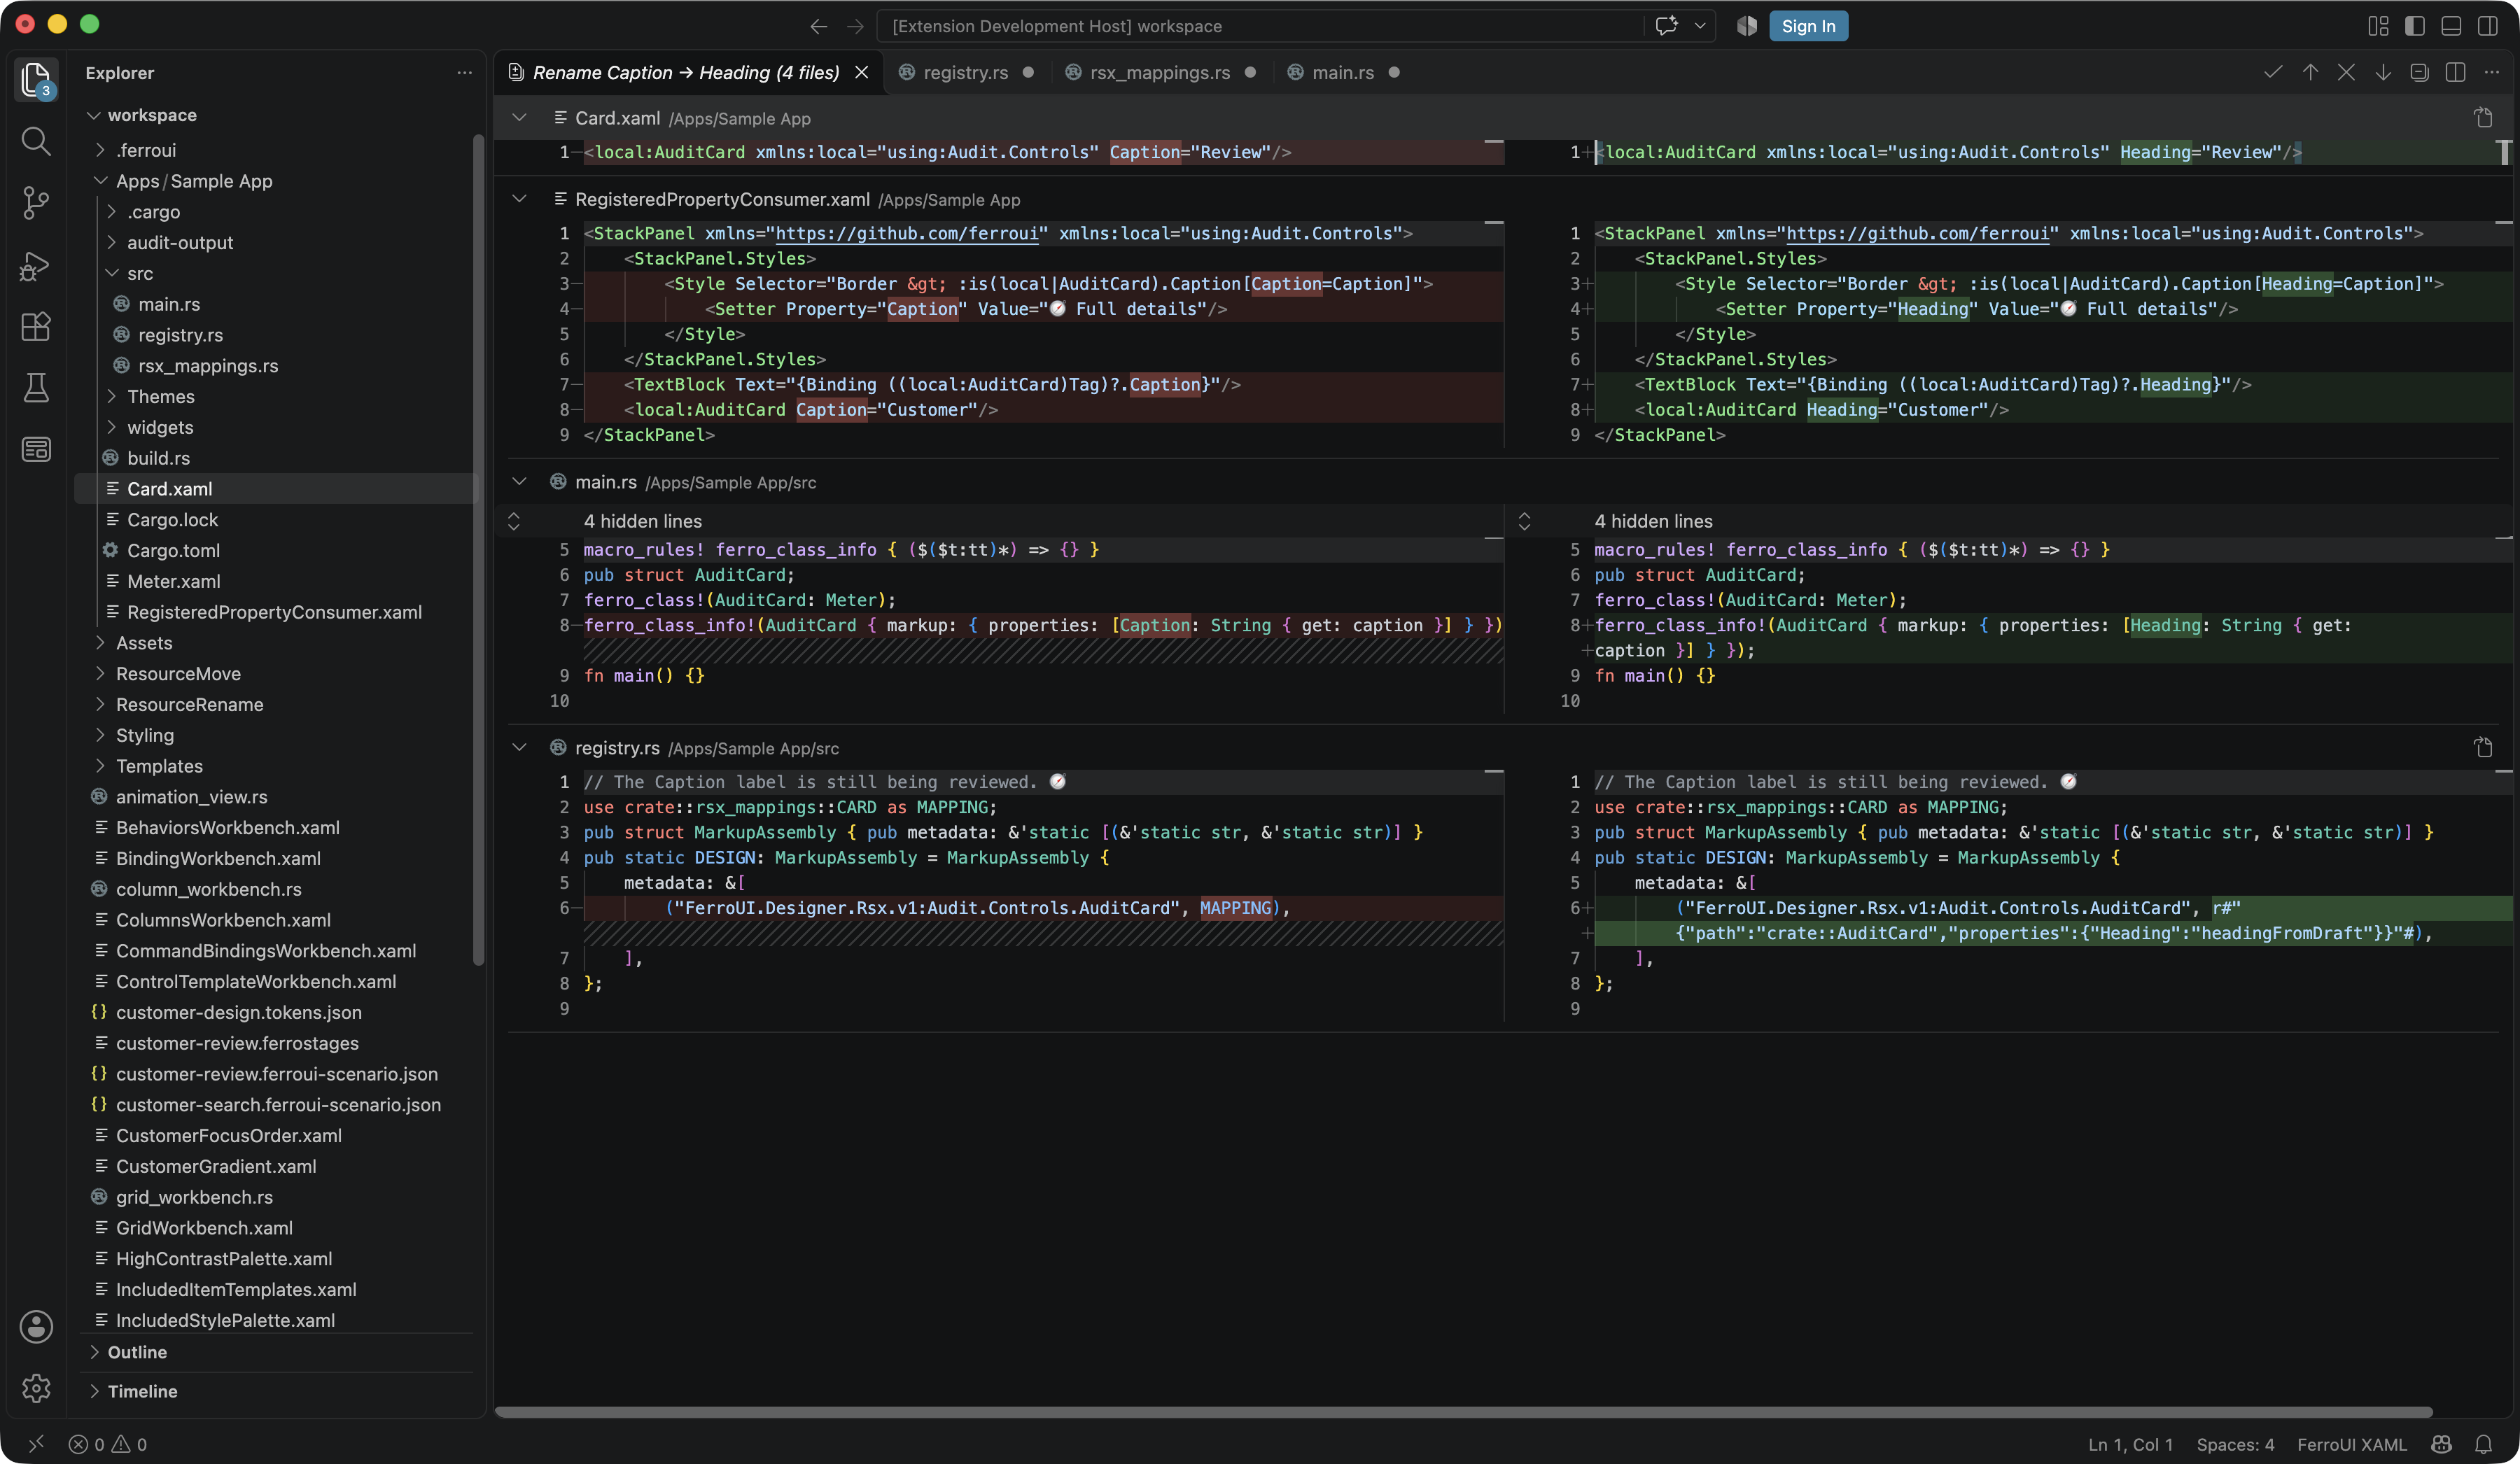 [Extension Development Host] workspace
Sign In
3
Explorer
workspace
.ferroui
Apps / Sample App
.cargo
audit-output
src
main.rs
registry.rs
rsx_mappings.rs
Themes
widgets
build.rs
Card.xaml
Cargo.lock
Cargo.toml
Meter.xaml
RegisteredPropertyConsumer.xaml
Assets
ResourceMove
ResourceRename
Styling
Templates
animation_view.rs
BehaviorsWorkbench.xaml
BindingWorkbench.xaml
column_workbench.rs
ColumnsWorkbench.xaml
CommandBindingsWorkbench.xaml
ControlTemplateWorkbench.xaml
customer-design.tokens.json
customer-review.ferrostages
customer-review.ferroui-scenario.json
customer-search.ferroui-scenario.json
CustomerFocusOrder.xaml
CustomerGradient.xaml
grid_workbench.rs
GridWorkbench.xaml
HighContrastPalette.xaml
IncludedItemTemplates.xaml
IncludedStylePalette.xaml
Outline
Timeline
Rename Caption → Heading (4 files)
registry.rs
rsx_mappings.rs
main.rs
Card.xaml /Apps/Sample App
1 <local:AuditCard xmlns:local="using:Audit.Controls" Caption="Review"/>
1 <local:AuditCard xmlns:local="using:Audit.Controls" Heading="Review"/>
RegisteredPropertyConsumer.xaml /Apps/Sample App
1 <StackPanel xmlns="https://github.com/ferroui" xmlns:local="using:Audit.Controls">
2 <StackPanel.Styles>
3 <Style Selector="Border &gt; :is(local|AuditCard).Caption[Caption=Caption]">
4 <Setter Property="Caption" Value="🧭 Full details"/>
5 </Style>
6 </StackPanel.Styles>
7 <TextBlock Text="{Binding ((local:AuditCard)Tag)?.Caption}"/>
8 <local:AuditCard Caption="Customer"/>
9 </StackPanel>
1 <StackPanel xmlns="https://github.com/ferroui" xmlns:local="using:Audit.Controls">
2 <StackPanel.Styles>
3 <Style Selector="Border &gt; :is(local|AuditCard).Caption[Heading=Caption]">
4 <Setter Property="Heading" Value="🧭 Full details"/>
5 </Style>
6 </StackPanel.Styles>
7 <TextBlock Text="{Binding ((local:AuditCard)Tag)?.Heading}"/>
8 <local:AuditCard Heading="Customer"/>
9 </StackPanel>
main.rs /Apps/Sample App/src
4 hidden lines
5 macro_rules! ferro_class_info { ($($t:tt)*) => {} }
6 pub struct AuditCard;
7 ferro_class!(AuditCard: Meter);
8 ferro_class_info!(AuditCard { markup: { properties: [Caption: String { get: caption }] } })
9 fn main() {}
10
4 hidden lines
5 macro_rules! ferro_class_info { ($($t:tt)*) => {} }
6 pub struct AuditCard;
7 ferro_class!(AuditCard: Meter);
8 ferro_class_info!(AuditCard { markup: { properties: [Heading: String { get:
caption }] } });
9 fn main() {}
10
registry.rs /Apps/Sample App/src
1 // The Caption label is still being reviewed. 🧭
2 use crate::rsx_mappings::CARD as MAPPING;
3 pub struct MarkupAssembly { pub metadata: &'static [(&'static str, &'static str)] }
4 pub static DESIGN: MarkupAssembly = MarkupAssembly {
5 metadata: &[
6 ("FerroUI.Designer.Rsx.v1:Audit.Controls.AuditCard", MAPPING),
7 ],
8 };
9
1 // The Caption label is still being reviewed. 🧭
2 use crate::rsx_mappings::CARD as MAPPING;
3 pub struct MarkupAssembly { pub metadata: &'static [(&'static str, &'static str)] }
4 pub static DESIGN: MarkupAssembly = MarkupAssembly {
5 metadata: &[
6 ("FerroUI.Designer.Rsx.v1:Audit.Controls.AuditCard", r#"
{"path":"crate::AuditCard","properties":{"Heading":"headingFromDraft"}}"#),
7 ],
8 };
9
0 0
Ln 1, Col 1
Spaces: 4
FerroUI XAML